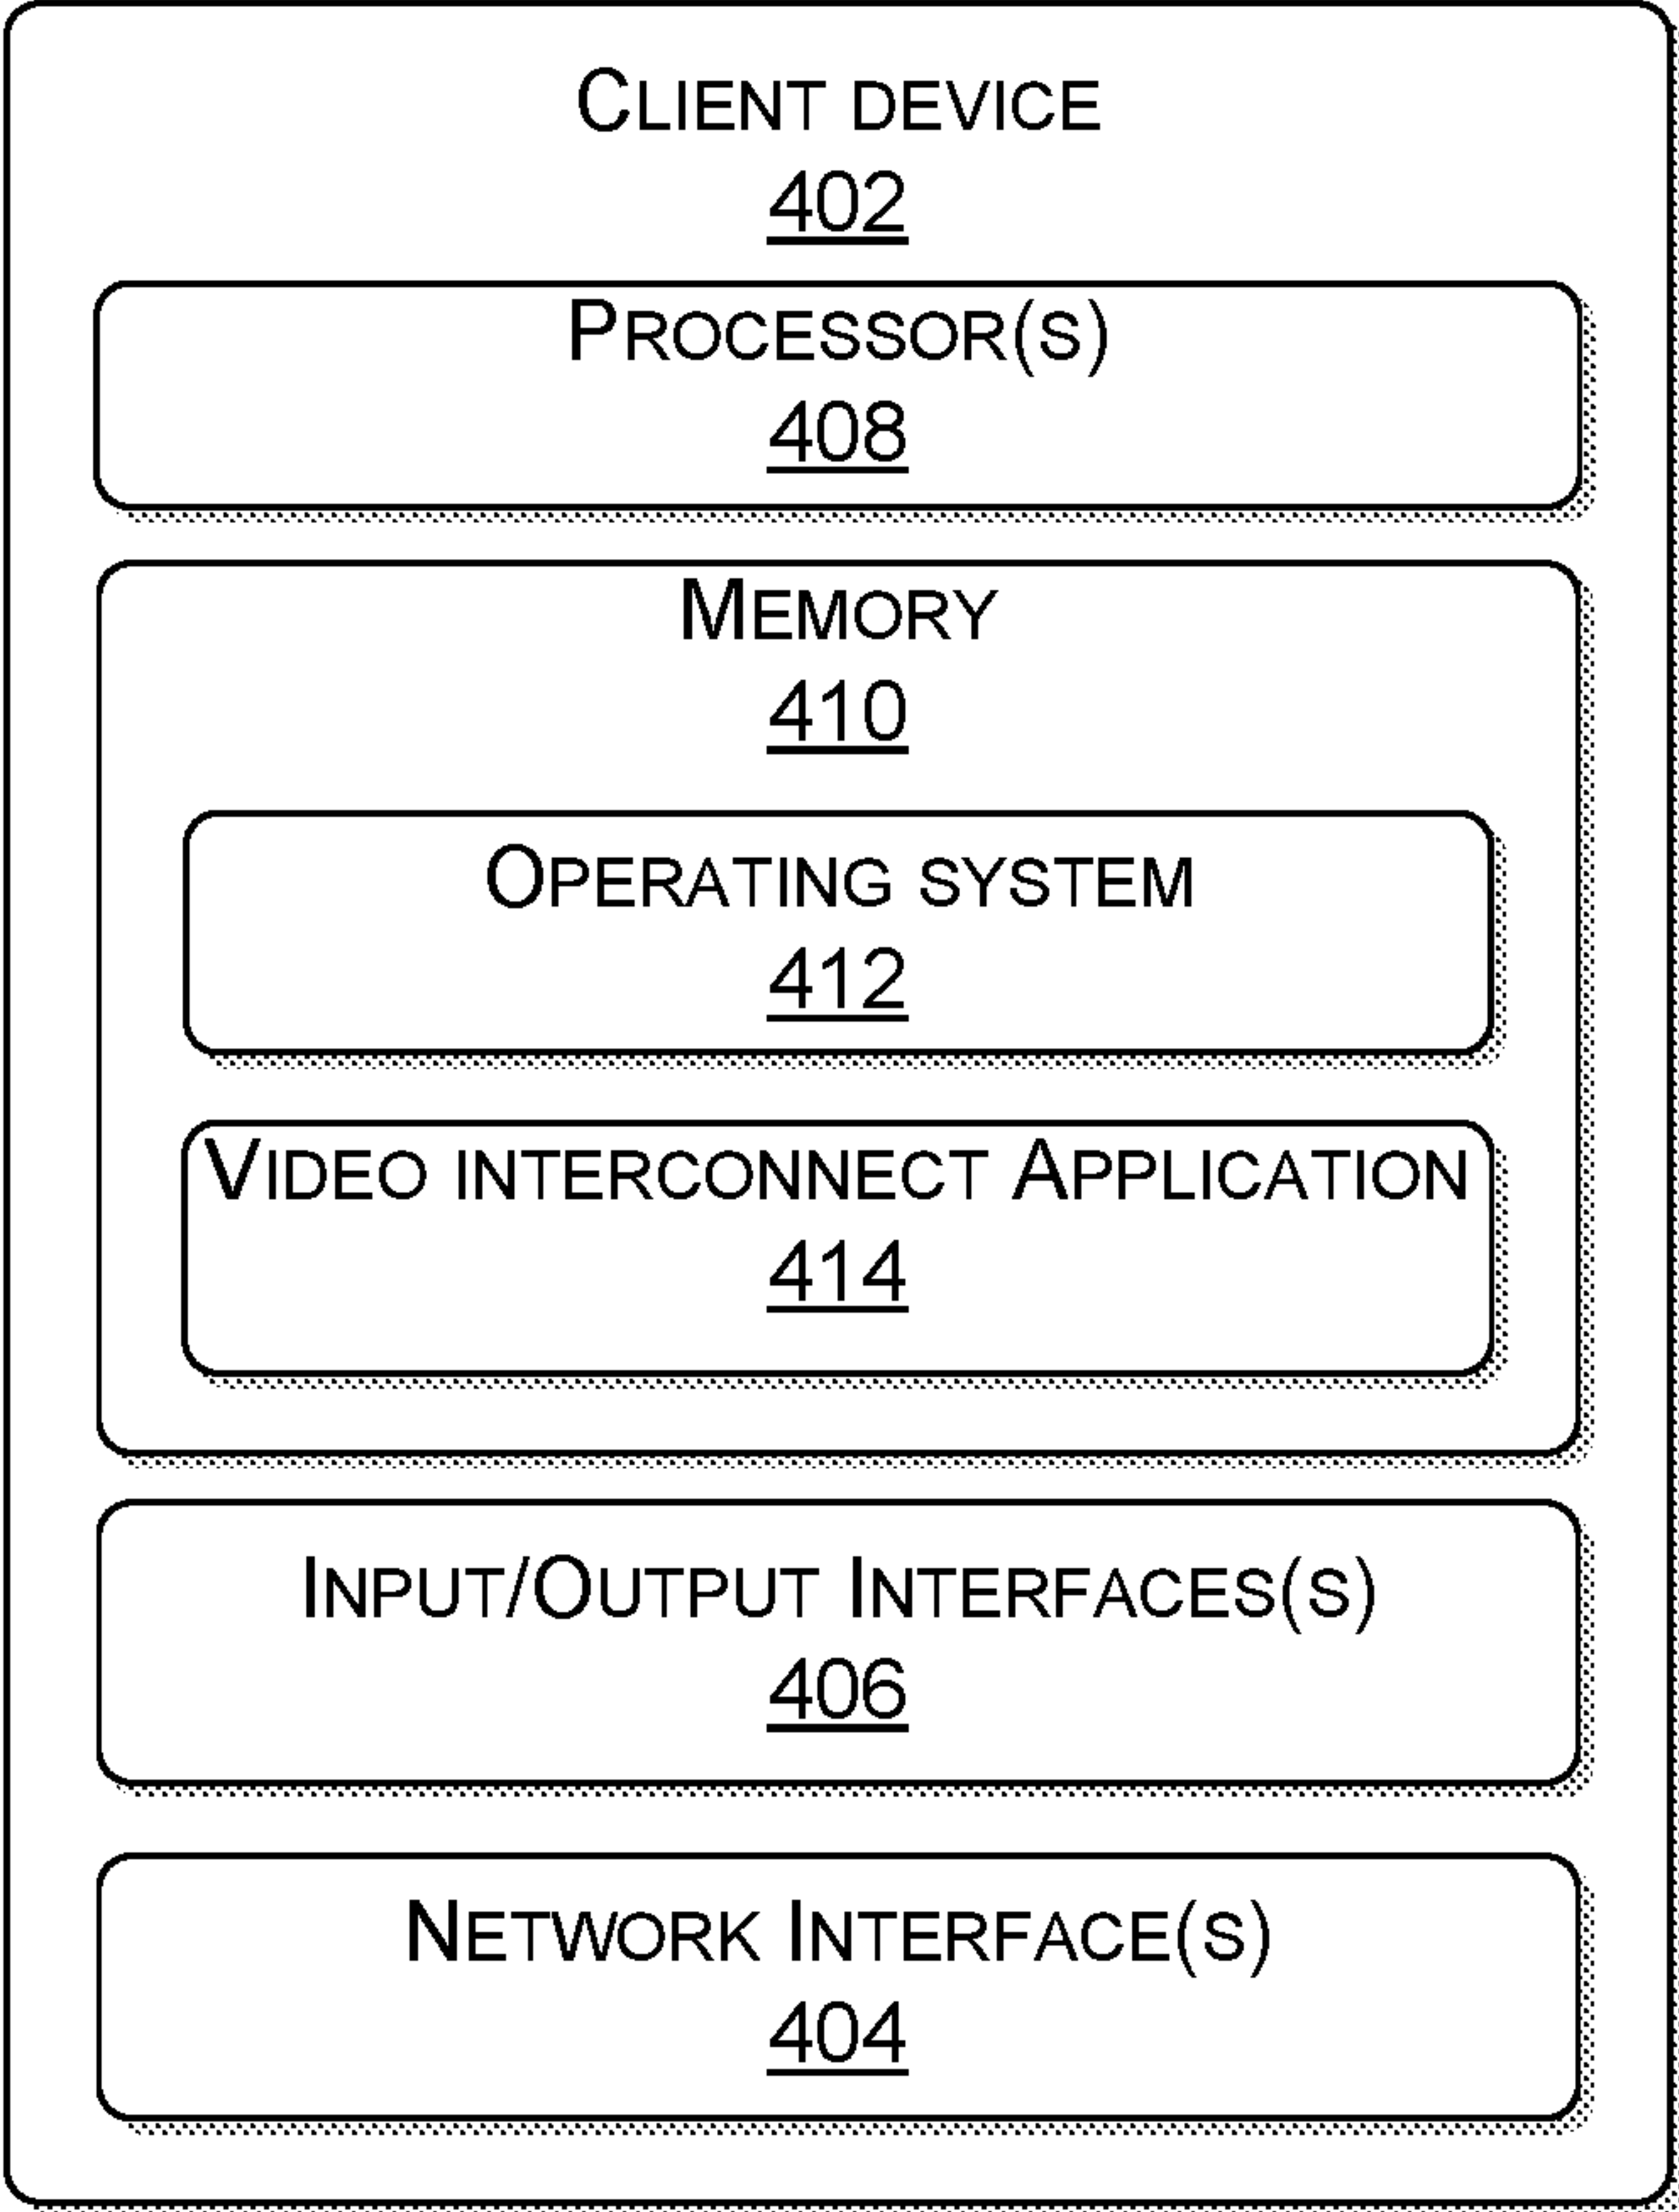 CLIENT DEVICE
402
PROCESSOR(S)
408
MEMORY
410
OPERATING SYSTEM
412
VIDEO INTERCONNECT APPLICATION
414
INPUT/OUTPUT INTERFACES(S)
406
NETWORK INTERFACE(S)
404